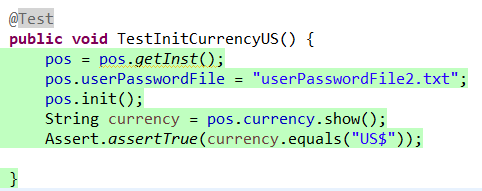 @Test
public void TestInitCurrencyUS() {
pos = pos.getInst();
pos.userPasswordFile = "userPasswordFile2.txt";
pos.init();
String currency = pos.currency.show();
Assert.assertTrue(currency.equals("US$"));
}